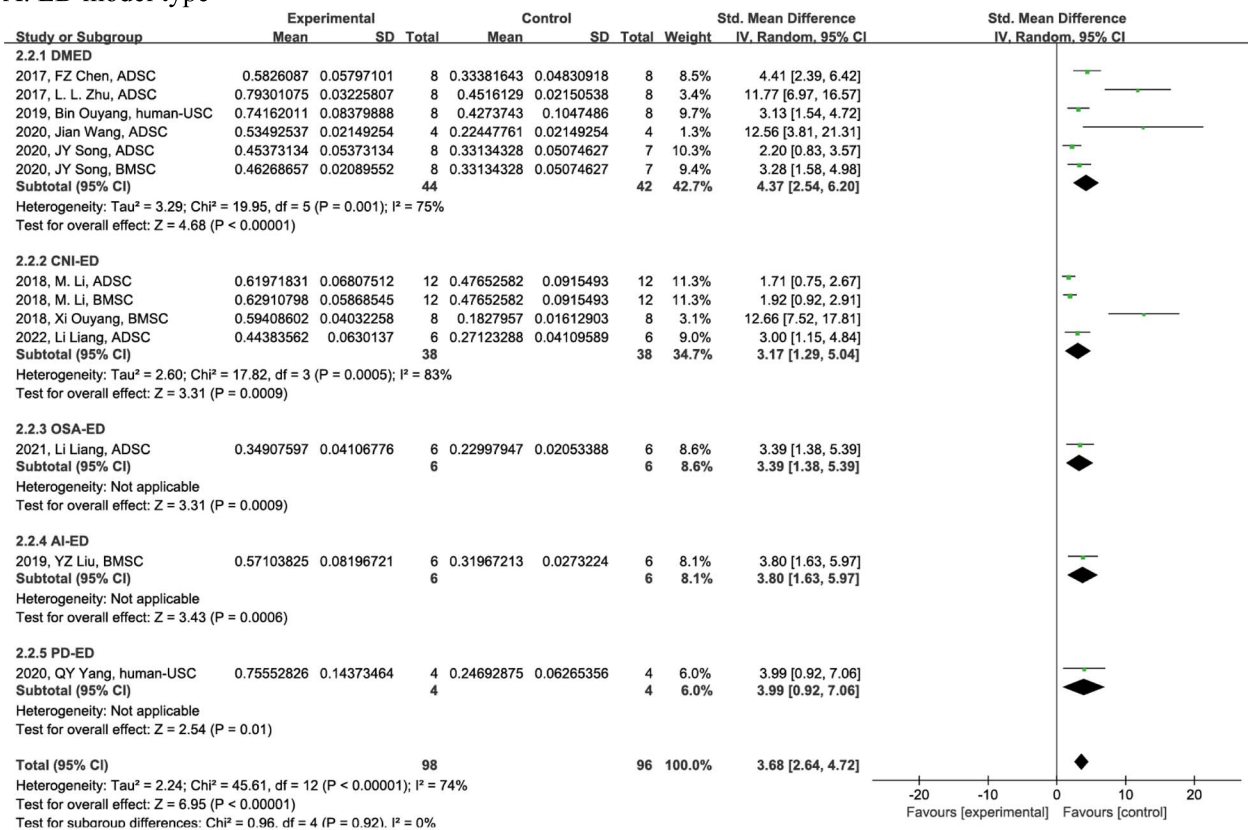 A. ED model type
Experimental Control Std. Mean Difference Std. Mean Difference
Study or Subgroup Mean SD Total Mean SD Total Weight IV, Random, 95% CI IV, Random, 95% CI
2.2.1 DMED
2017, FZ Chen, ADSC 0.5826087 0.05797101 8 0.33381643 0.04830918 8 8.5% 4.41 [2.39, 6.42]
2017, L. L. Zhu, ADSC 0.79301075 0.03225807 8 0.4516129 0.02150538 8 3.4% 11.77 [6.97, 16.57]
2019, Bin Ouyang, human-USC 0.74162011 0.08379888 8 0.4273743 0.1047486 8 9.7% 3.13 [1.54, 4.72]
2020, Jian Wang, ADSC 0.53492537 0.02149254 4 0.22447761 0.02149254 4 1.3% 12.56 [3.81, 21.31]
2020, JY Song, ADSC 0.45373134 0.05373134 8 0.33134328 0.05074627 7 10.3% 2.20 [0.83, 3.57]
2020, JY Song, BMSC 0.46268657 0.02089552 8 0.33134328 0.05074627 7 9.4% 3.28 [1.58, 4.98]
Subtotal (95% CI) 44 42 42.7% 4.37 [2.54, 6.20]
Heterogeneity: Tau² = 3.29; Chi² = 19.95, df = 5 (P = 0.001); I² = 75%
Test for overall effect: Z = 4.68 (P < 0.00001)
2.2.2 CNI-ED
2018, M. Li, ADSC 0.61971831 0.06807512 12 0.47652582 0.0915493 12 11.3% 1.71 [0.75, 2.67]
2018, M. Li, BMSC 0.62910798 0.05868545 12 0.47652582 0.0915493 12 11.3% 1.92 [0.92, 2.91]
2018, Xi Ouyang, BMSC 0.59408602 0.04032258 8 0.1827957 0.01612903 8 3.1% 12.66 [7.52, 17.81]
2022, Li Liang, ADSC 0.44383562 0.0630137 6 0.27123288 0.04109589 6 9.0% 3.00 [1.15, 4.84]
Subtotal (95% CI) 38 38 34.7% 3.17 [1.29, 5.04]
Heterogeneity: Tau² = 2.60; Chi² = 17.82, df = 3 (P = 0.0005); I² = 83%
Test for overall effect: Z = 3.31 (P = 0.0009)
2.2.3 OSA-ED
2021, Li Liang, ADSC 0.34907597 0.04106776 6 0.22997947 0.02053388 6 8.6% 3.39 [1.38, 5.39]
Subtotal (95% CI) 6 6 8.6% 3.39 [1.38, 5.39]
Heterogeneity: Not applicable
Test for overall effect: Z = 3.31 (P = 0.0009)
2.2.4 AI-ED
2019, YZ Liu, BMSC 0.57103825 0.08196721 6 0.31967213 0.0273224 6 8.1% 3.80 [1.63, 5.97]
Subtotal (95% CI) 6 6 8.1% 3.80 [1.63, 5.97]
Heterogeneity: Not applicable
Test for overall effect: Z = 3.43 (P = 0.0006)
2.2.5 PD-ED
2020, QY Yang, human-USC 0.75552826 0.14373464 4 0.24692875 0.06265356 4 6.0% 3.99 [0.92, 7.06]
Subtotal (95% CI) 4 4 6.0% 3.99 [0.92, 7.06]
Heterogeneity: Not applicable
Test for overall effect: Z = 2.54 (P = 0.01)
Total (95% CI) 98 96 100.0% 3.68 [2.64, 4.72]
Heterogeneity: Tau² = 2.24; Chi² = 45.61, df = 12 (P < 0.00001); I² = 74%
Test for overall effect: Z = 6.95 (P < 0.00001)
Test for subgroup differences: Chi² = 0.96, df = 4 (P = 0.92), I² = 0%
-20 -10 0 10 20
Favours [experimental] Favours [control]